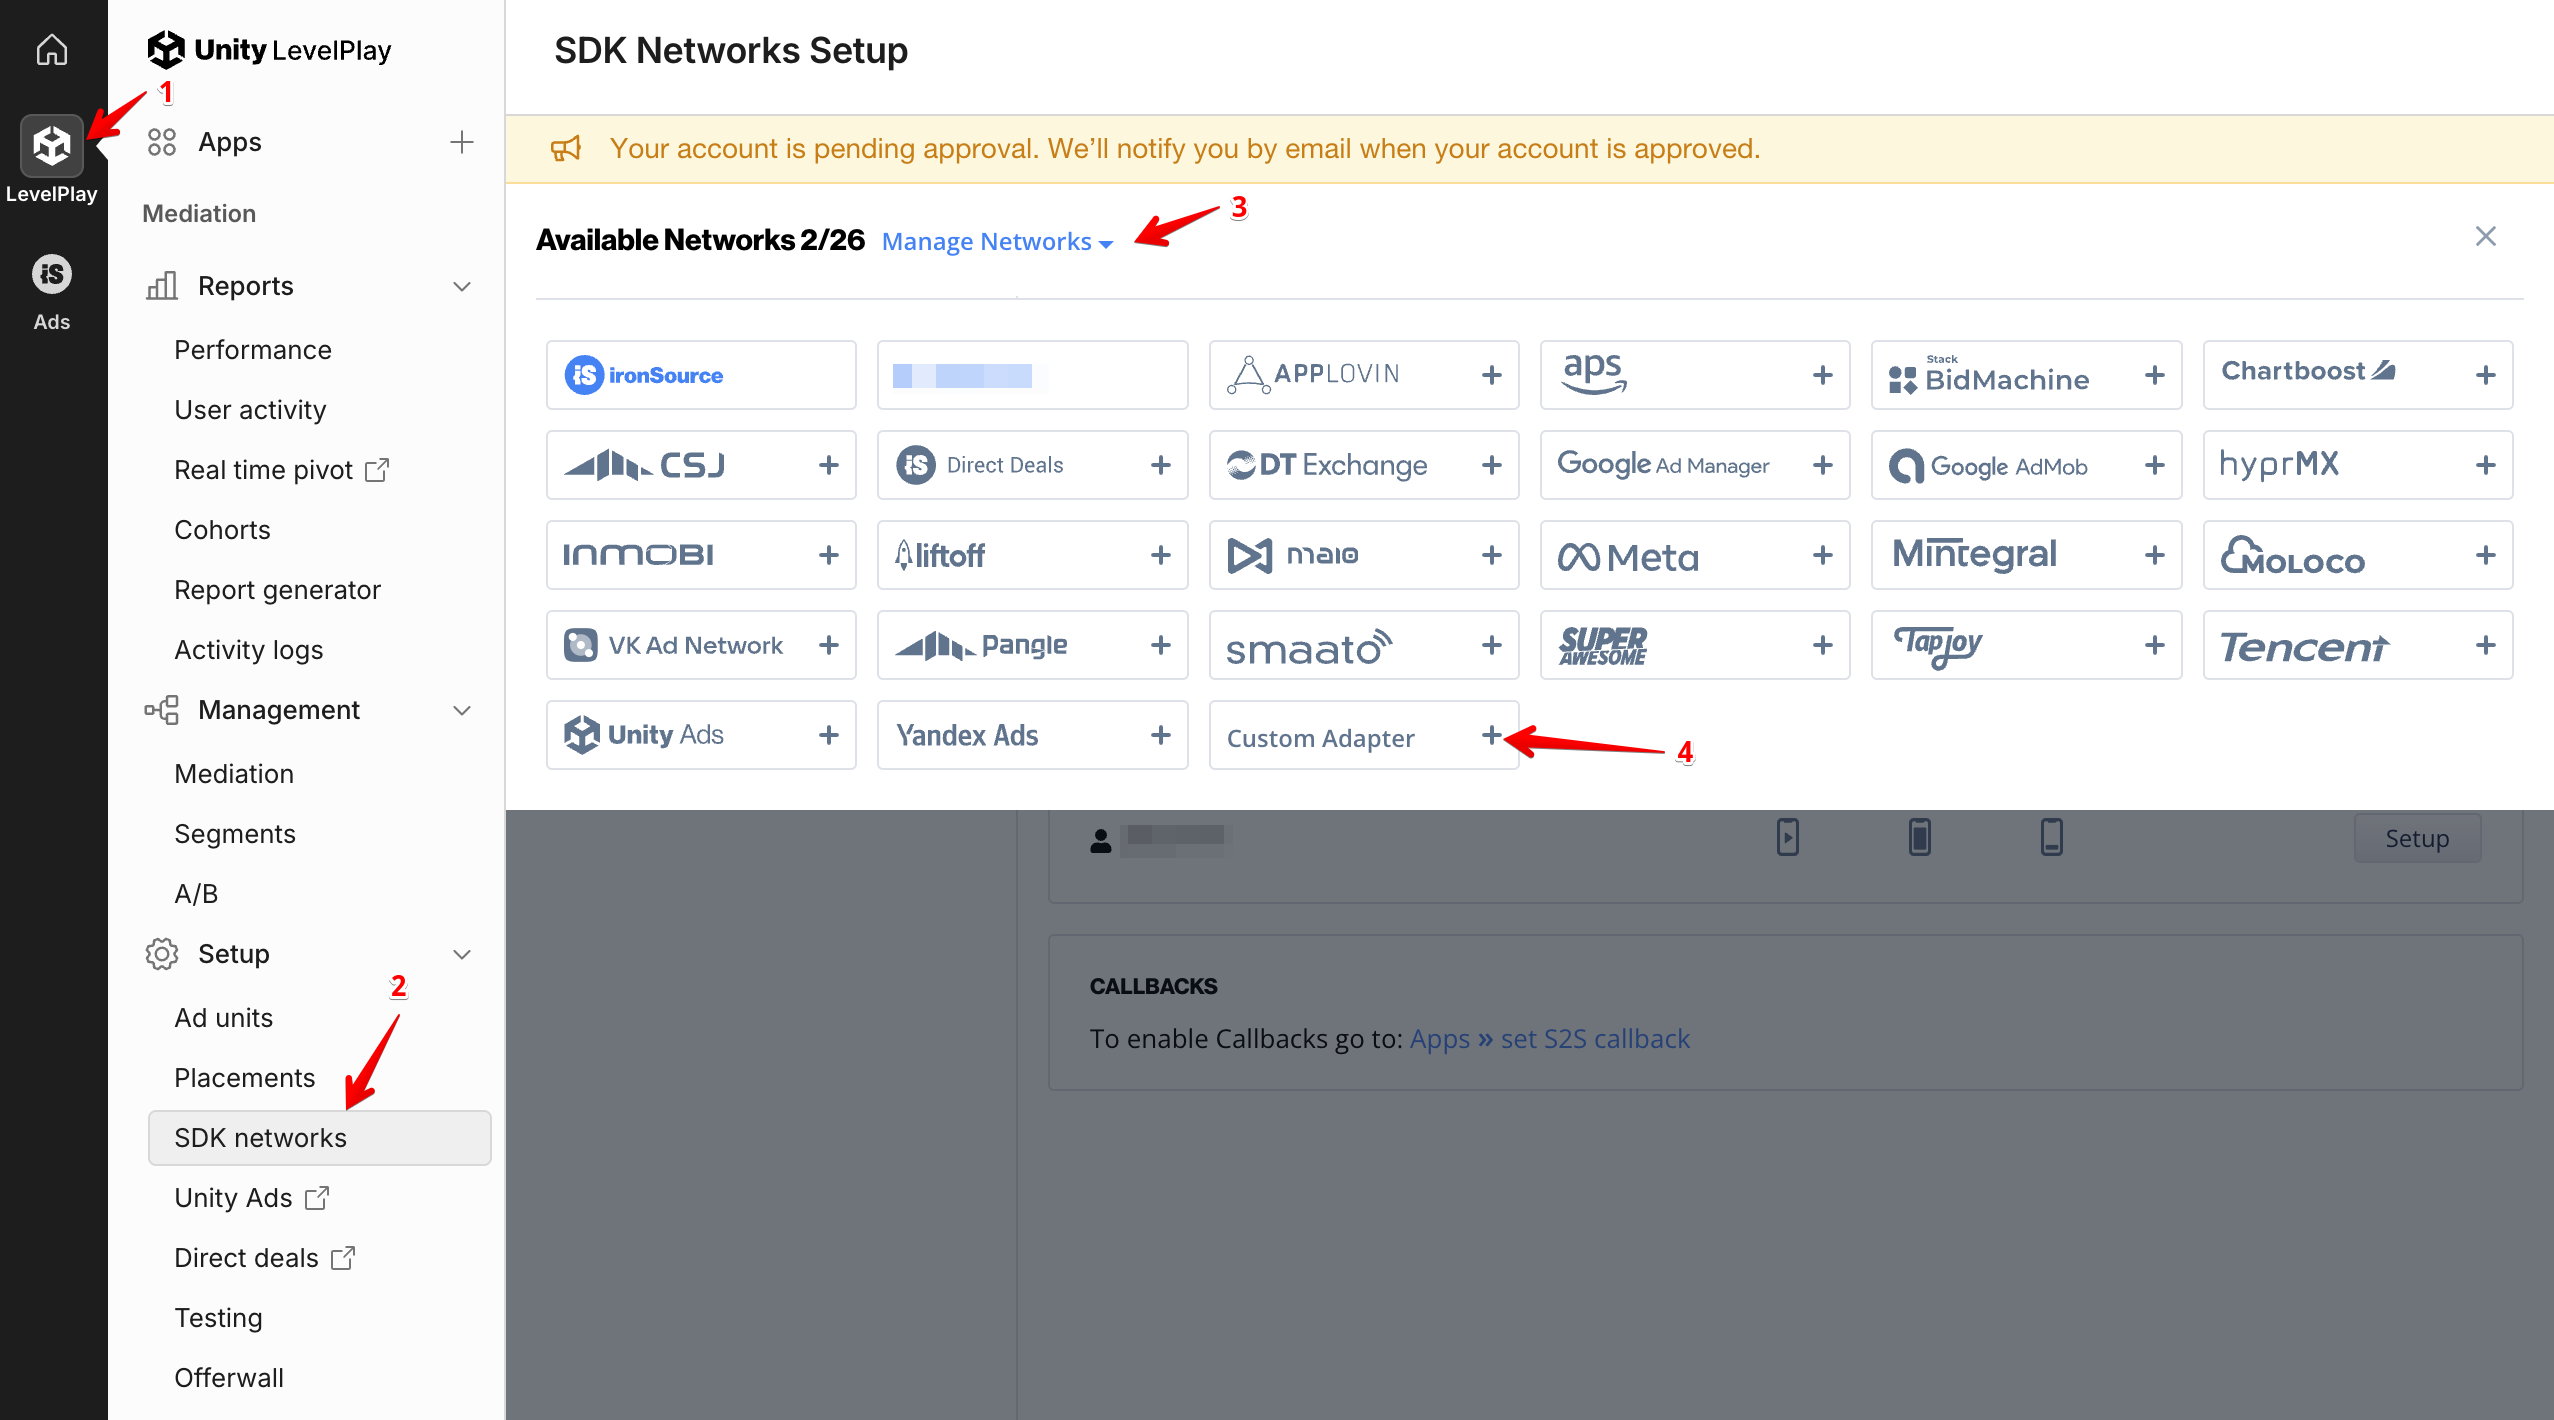 LevelPlay
Ads
Unity LevelPlay
1
Apps
Mediation
Reports
Performance
User activity
Real time pivot
Cohorts
Report generator
Activity logs
Management
Mediation
Segments
A/B
Setup
2
Ad units
Placements
SDK networks
Unity Ads
Direct deals
Testing
Offerwall
SDK Networks Setup
Your account is pending approval. We’ll notify you by email when your account is approved.
Available Networks 2/26 Manage Networks
3
iS ironSource
APPLOVIN
aps
Stack
BidMachine
Chartboost
CSJ
iS Direct Deals
DT Exchange
Google Ad Manager
Google AdMob
hyprMX
INMOBI
liftoff
maio
Meta
Mintegral
MOLOCO
VK Ad Network
Pangle
smaato
SUPER
AWESOME
Tapjoy
Tencent
Unity Ads
Yandex Ads
Custom Adapter
4
Setup
CALLBACKS
To enable Callbacks go to: Apps » set S2S callback